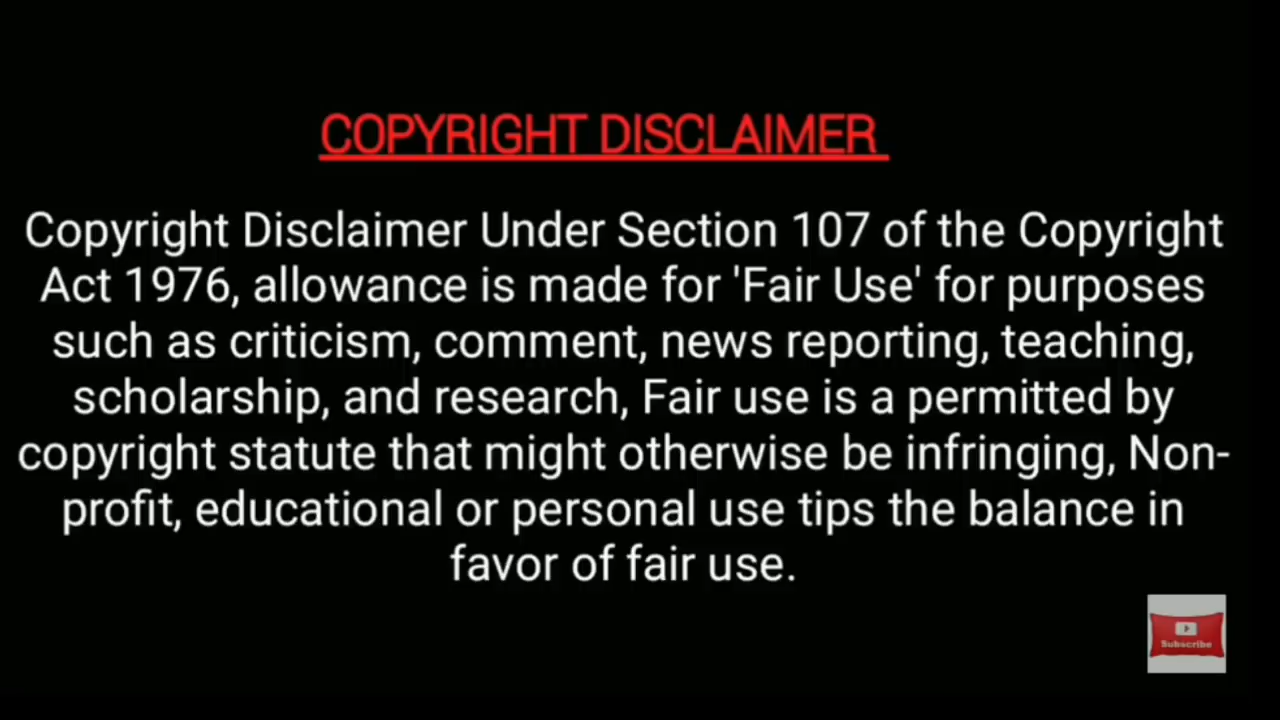 COPYRIGHT DISCLAIMER
Copyright Disclaimer Under Section 107 of the Copyright
Act 1976, allowance is made for 'Fair Use' for purposes
such as criticism, comment, news reporting, teaching,
scholarship, and research, Fair use is a permitted by
copyright statute that might otherwise be infringing, Non-
profit, educational or personal use tips the balance in
favor of fair use.
Subscribe